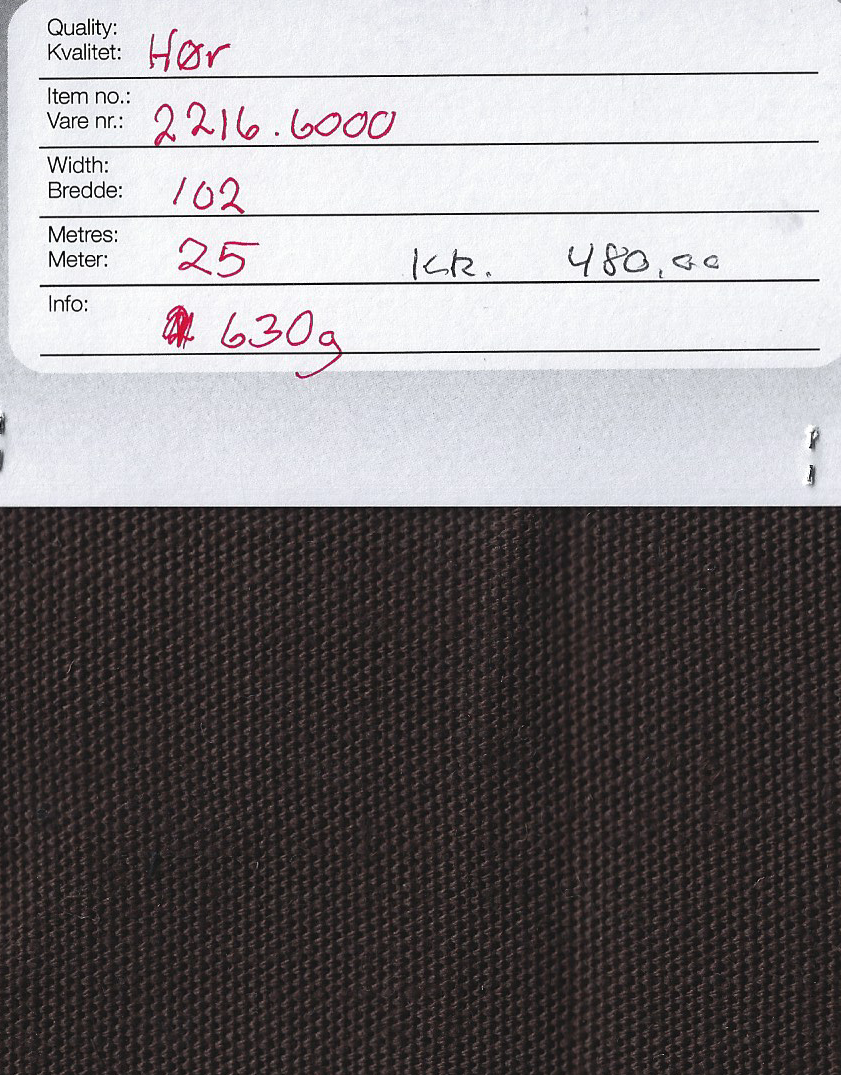 Quality:
Kvalitet: Hør
Item no.:
Vare nr.: 2216.6000
Width:
Bredde: 102
Metres:
Meter: 25 Kr. 480,00
Info:
630g